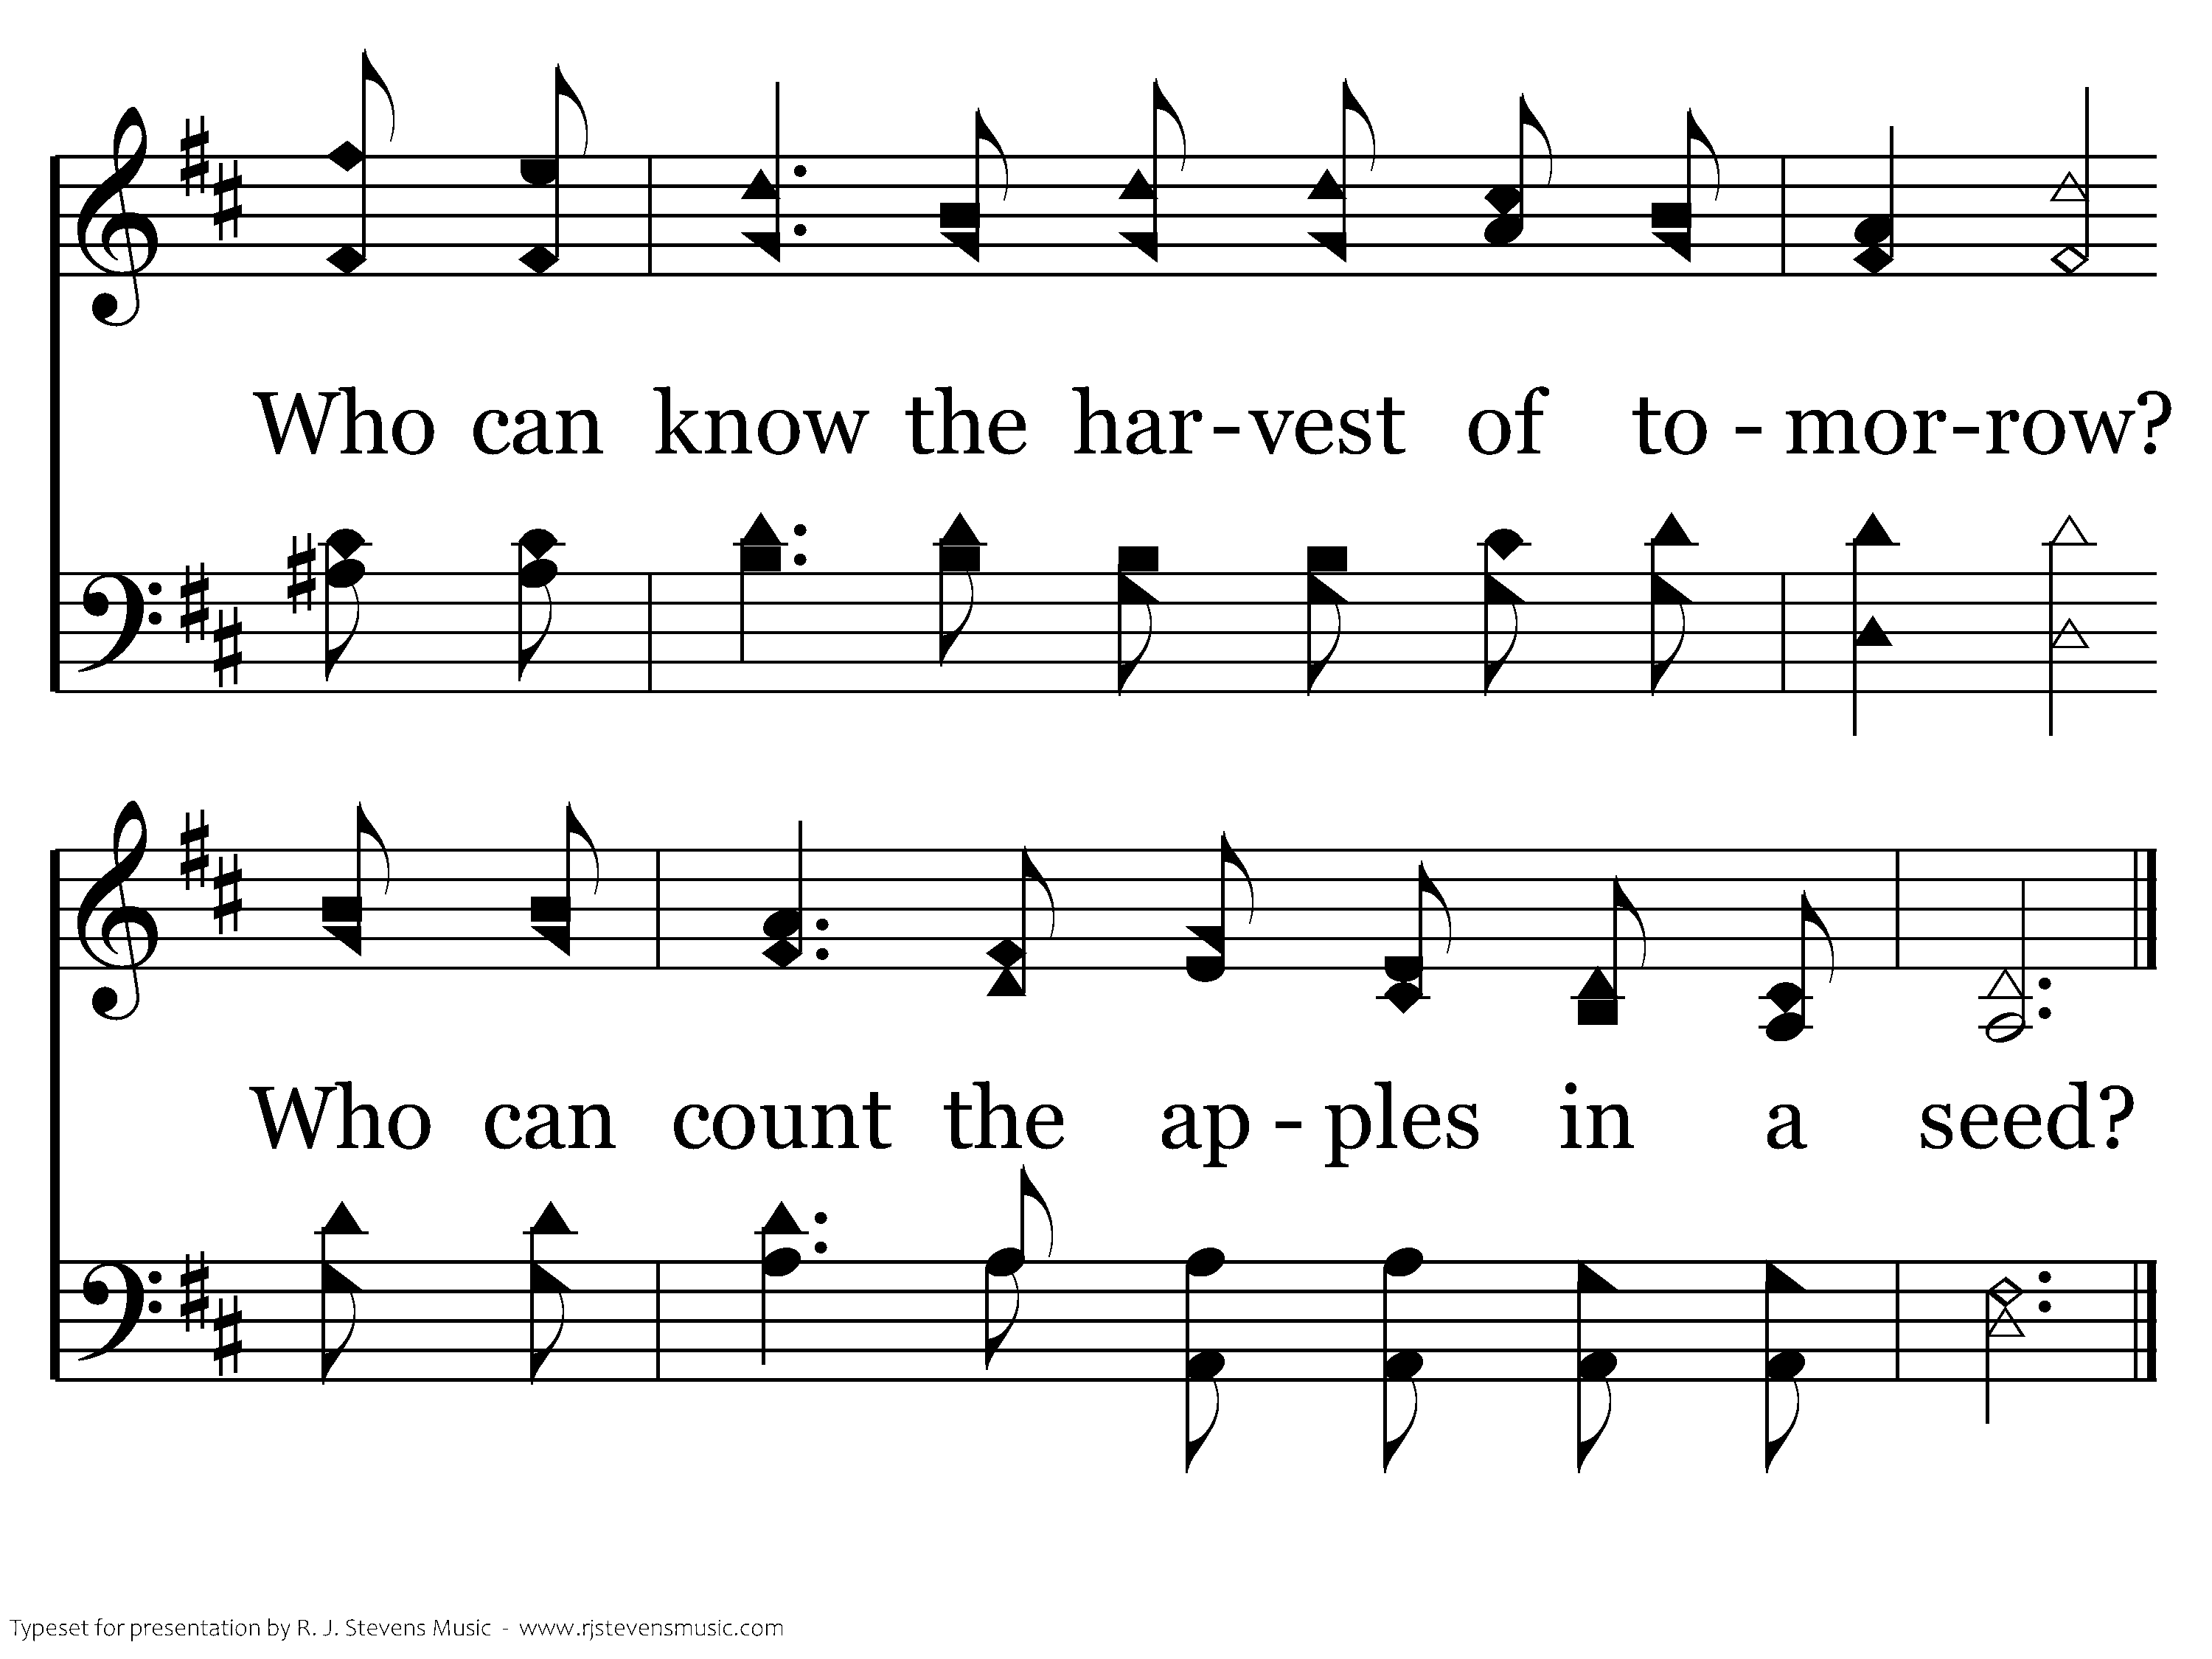 Who can know the har-vest of to - mor-row?
Who can count the ap - ples in a seed?
Typeset for presentation by R. J. Stevens Music - www.rjstevensmusic.com